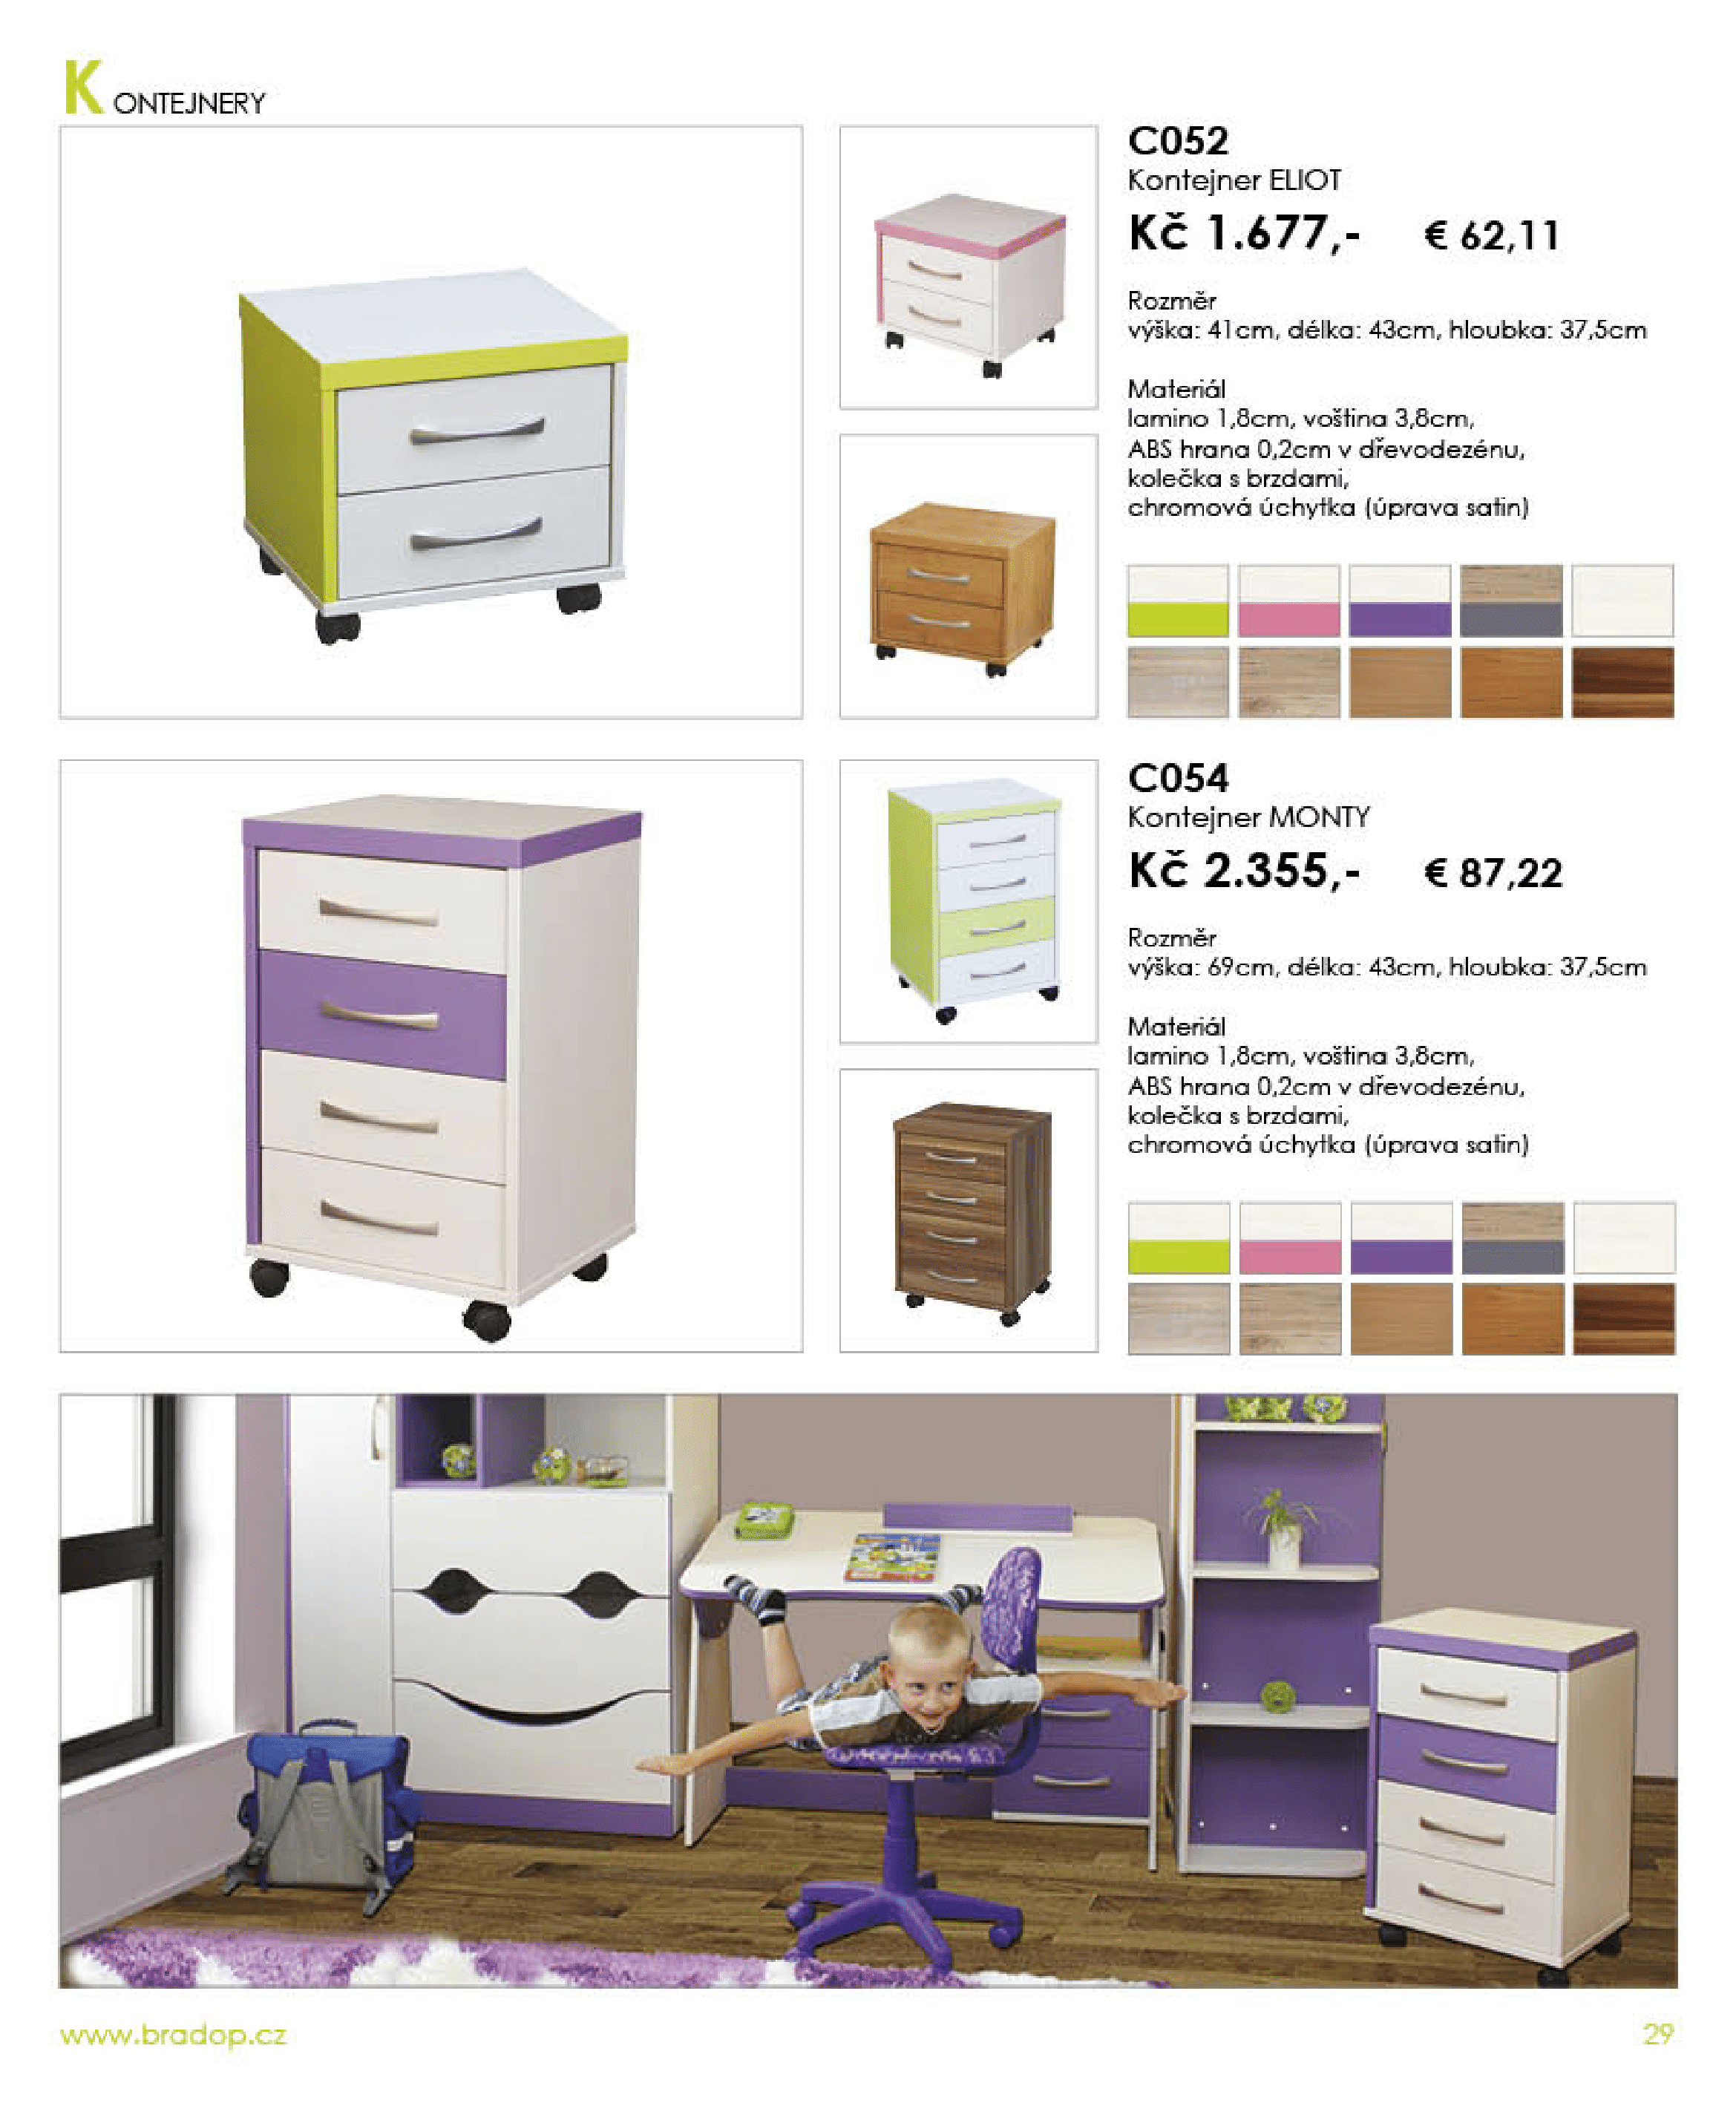 KONTEJNERY
C052
Kontejner ELIOT
Kč 1.677,- € 62,11
Rozměr
výška: 41cm, délka: 43cm, hloubka: 37,5cm
Materiál
lamino 1,8cm, voština 3,8cm,
ABS hrana 0,2cm v dřevodezénu,
kolečka s brzdami,
chromová úchytka (úprava satin)
C054
Kontejner MONTY
Kč 2.355,- € 87,22
Rozměr
výška: 69cm, délka: 43cm, hloubka: 37,5cm
Materiál
lamino 1,8cm, voština 3,8cm,
ABS hrana 0,2cm v dřevodezénu,
kolečka s brzdami,
chromová úchytka (úprava satin)
www.bradop.cz
29